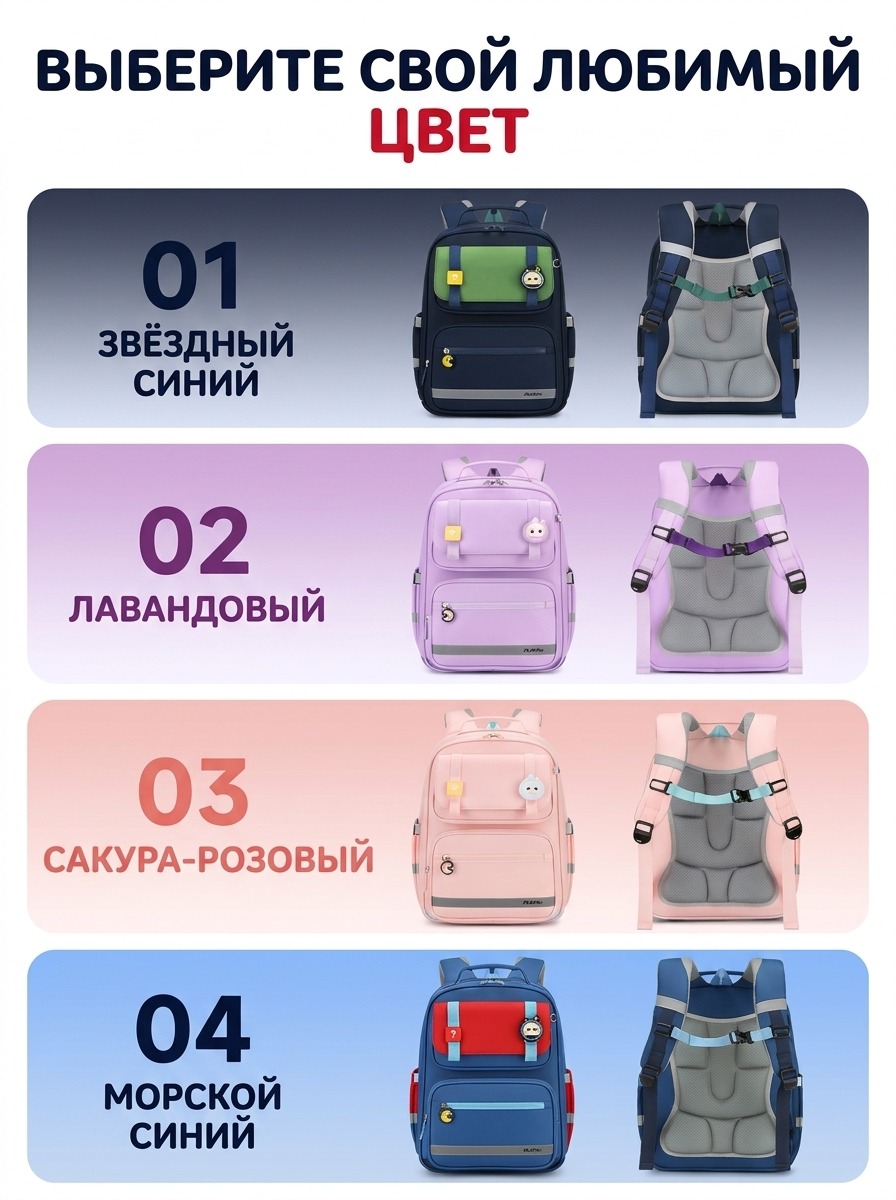 ВЫБЕРИТЕ СВОЙ ЛЮБИМЫЙ
ЦВЕТ
01
ЗВЁЗДНЫЙ
СИНИЙ
?
02
ЛАВАНДОВЫЙ
03
САКУРА-РОЗОВЫЙ
04
МОРСКОЙ
СИНИЙ
?